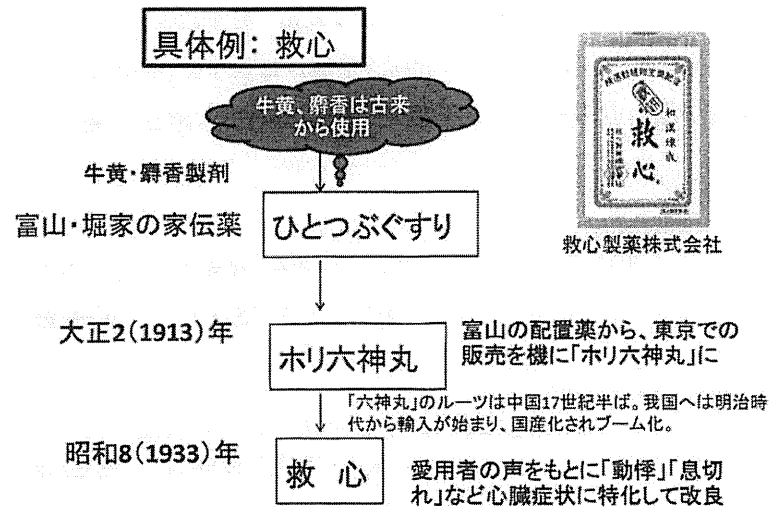 具体例： 救心
牛黄、麝香は古来
から使用
牛黄・麝香製剤
富山・堀家の家伝薬
ひとつぶぐすり
和漢煉成
救心
救心製薬株式会社
大正2（1913）年
ホリ六神丸
富山の配置薬から、東京での
販売を機に「ホリ六神丸」に
「六神丸」のルーツは中国17世紀半ば。我国へは明治時
代から輸入が始まり、国産化されブーム化。
昭和8（1933）年
救 心
愛用者の声をもとに「動悸」「息切
れ」など心臓症状に特化して改良